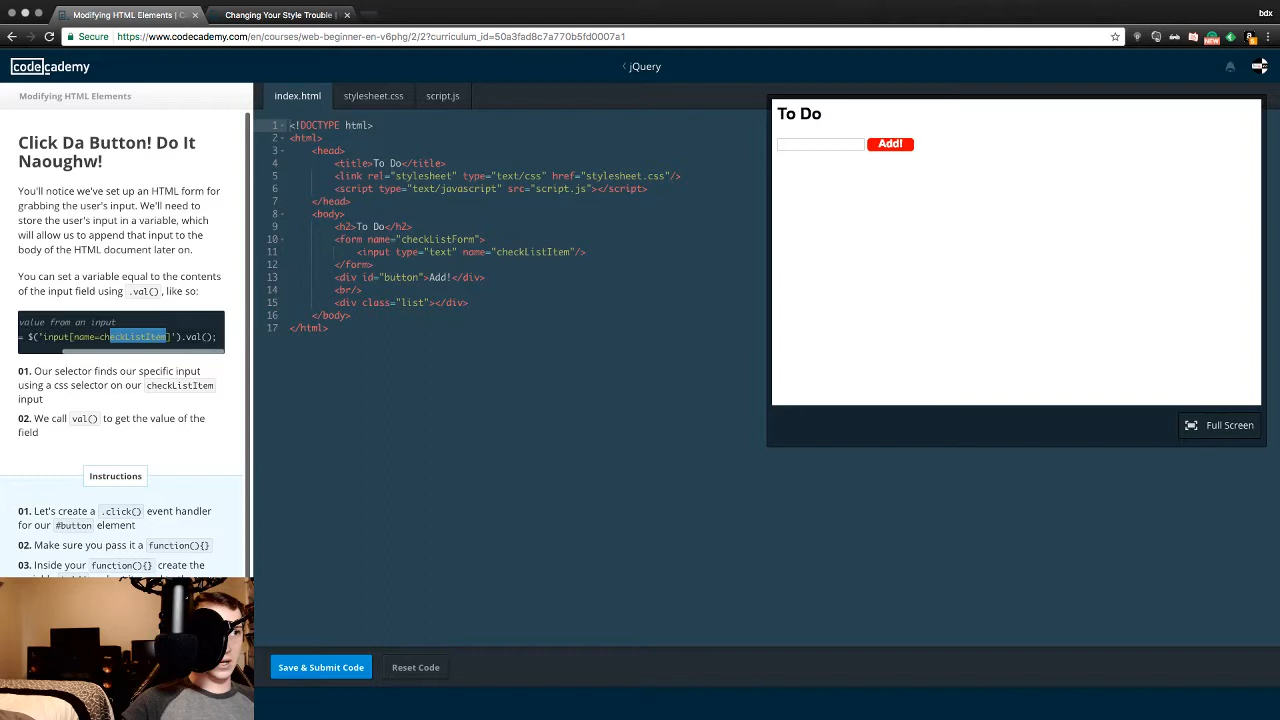 Modifying HTML Elements | C
Changing Your Style Trouble
bdx
Secure
https://www.codecademy.com/en/courses/web-beginner-en-v6phg/2/2?curriculum_id=50a3fad8c7a770b5fd0007a1
NEW
codecademy
jQuery
Modifying HTML Elements
index.html
stylesheet.css
script.js
Click Da Button! Do It
Naoughw!
You'll notice we've set up an HTML form for
grabbing the user's input. We'll need to
store the user's input in a variable, which
will allow us to append that input to the
body of the HTML document later on.
You can set a variable equal to the contents
of the input field using .val(), like so:
value from an input
= $('input[name=checkListItem]').val();
01. Our selector finds our specific input
using a css selector on our checkListItem
input
02. We call val() to get the value of the
field
Instructions
01. Let's create a .click() event handler
for our #button element
02. Make sure you pass it a function(){}
03. Inside your function(){} create the
1 <!DOCTYPE html>
2 <html>
3 <head>
4 <title>To Do</title>
5 <link rel="stylesheet" type="text/css" href="stylesheet.css"/>
6 <script type="text/javascript" src="script.js"></script>
7 </head>
8 <body>
9 <h2>To Do</h2>
10 <form name="checkListForm">
11 <input type="text" name="checkListItem"/>
12 </form>
13 <div id="button">Add!</div>
14 <br/>
15 <div class="list"></div>
16 </body>
17 </html>
To Do
Add!
Full Screen
Save & Submit Code
Reset Code